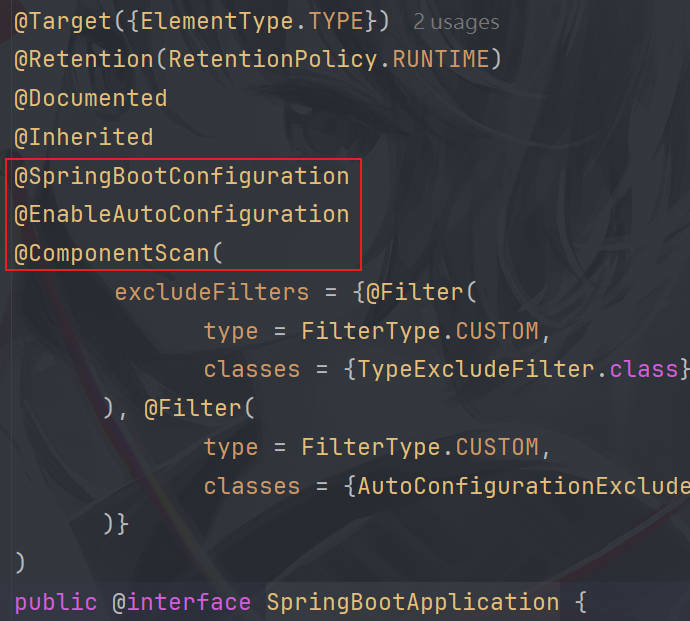 @Target({ElementType.TYPE}) 2 usages
@Retention(RetentionPolicy.RUNTIME)
@Documented
@Inherited
@SpringBootConfiguration
@EnableAutoConfiguration
@ComponentScan(
excludeFilters = {@Filter(
type = FilterType.CUSTOM,
classes = {TypeExcludeFilter.class}
), @Filter(
type = FilterType.CUSTOM,
classes = {AutoConfigurationExclude
)}
)
public @interface SpringBootApplication {